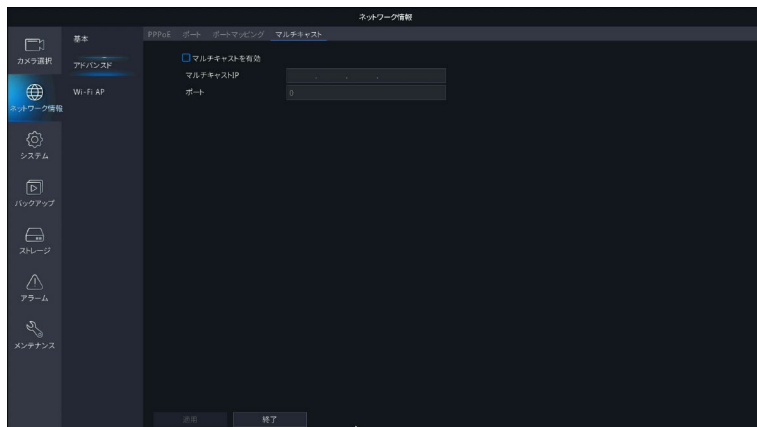 ネットワーク情報
カメラ選択
ネットワーク情報
システム
バックアップ
ストレージ
アラーム
メンテナンス
基本
アドバンスド
Wi-Fi AP
PPPoE ポート ポートマッピング マルチキャスト
マルチキャストを有効
マルチキャストIP . . .
ポート 0
適用 終了